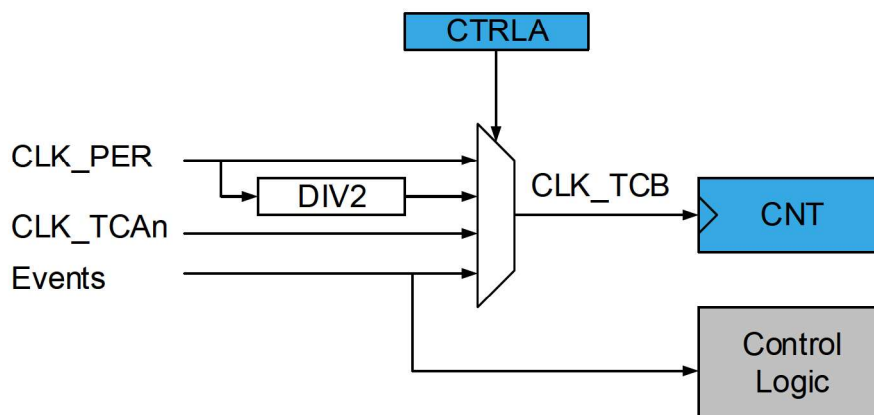 CTRLA
CLK_PER
DIV2
CLK_TCB
CLK_TCAn
CNT
Events
Control
Logic